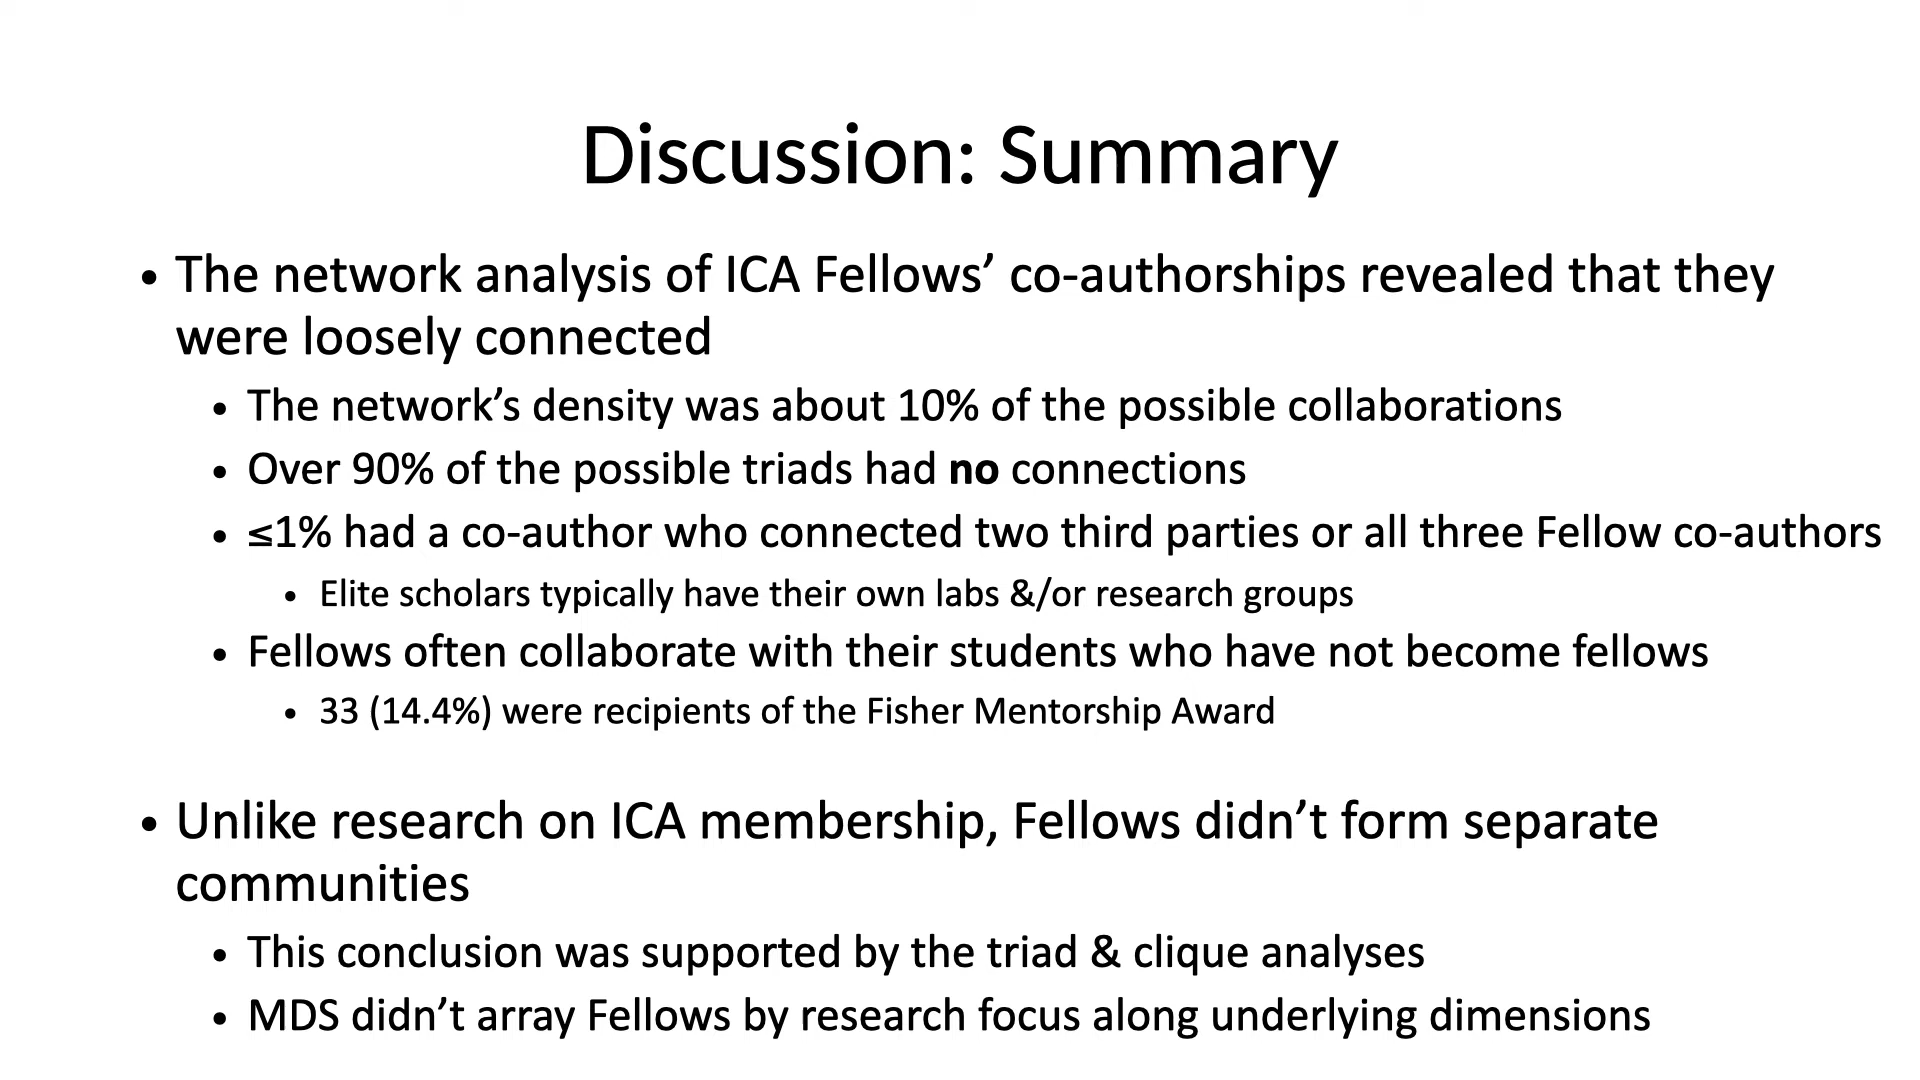 Discussion: Summary
• The network analysis of ICA Fellows’ co-authorships revealed that they
were loosely connected
• The network’s density was about 10% of the possible collaborations
• Over 90% of the possible triads had no connections
• ≤1% had a co-author who connected two third parties or all three Fellow co-authors
• Elite scholars typically have their own labs &/or research groups
• Fellows often collaborate with their students who have not become fellows
• 33 (14.4%) were recipients of the Fisher Mentorship Award
• Unlike research on ICA membership, Fellows didn’t form separate
communities
• This conclusion was supported by the triad & clique analyses
• MDS didn’t array Fellows by research focus along underlying dimensions